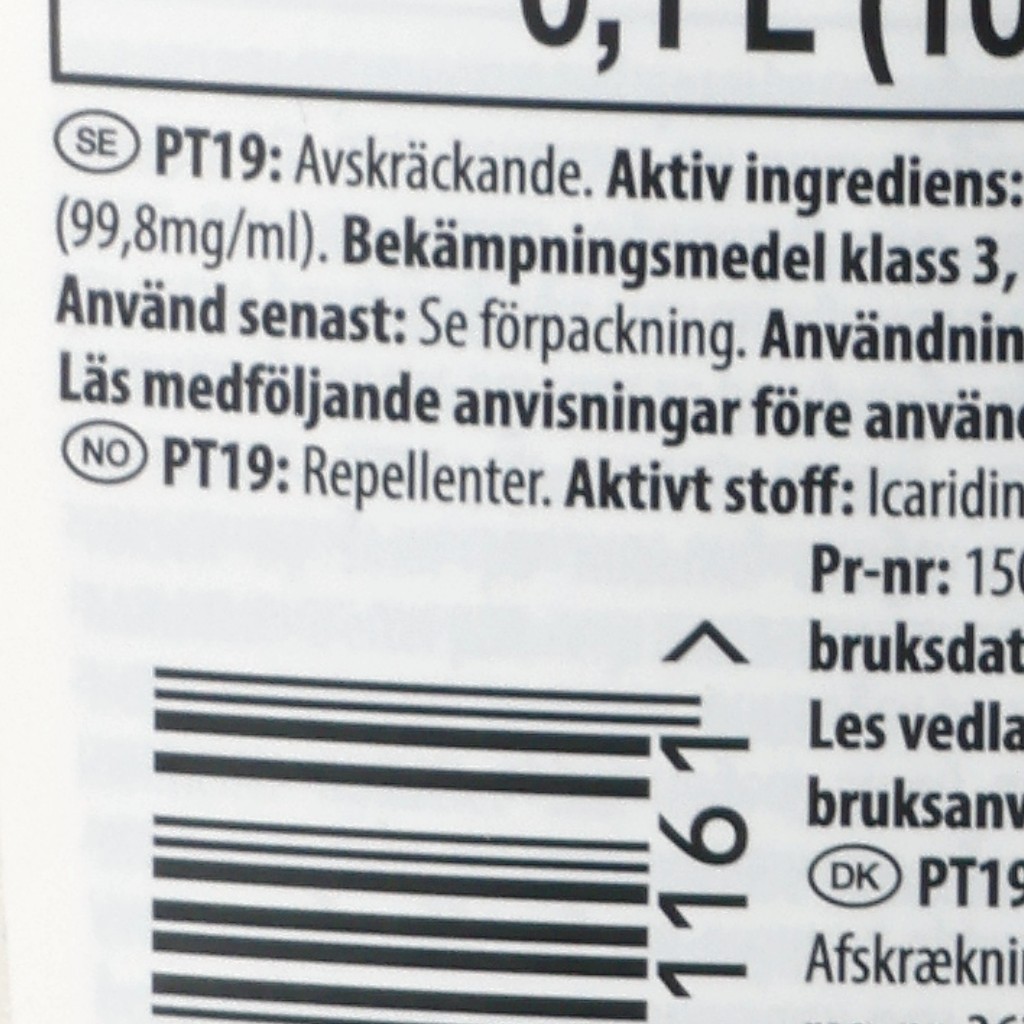 SE PT19: Avskräckande. Aktiv ingrediens:
(99,8mg/ml). Bekämpningsmedel klass 3,
Använd senast: Se förpackning. Användnin
Läs medföljande anvisningar före använd
NO PT19: Repellenter. Aktivt stoff: Icaridin
Pr-nr: 150
bruksdat
Les vedla
bruksanv
DK PT19
Afskrækni
1161 >